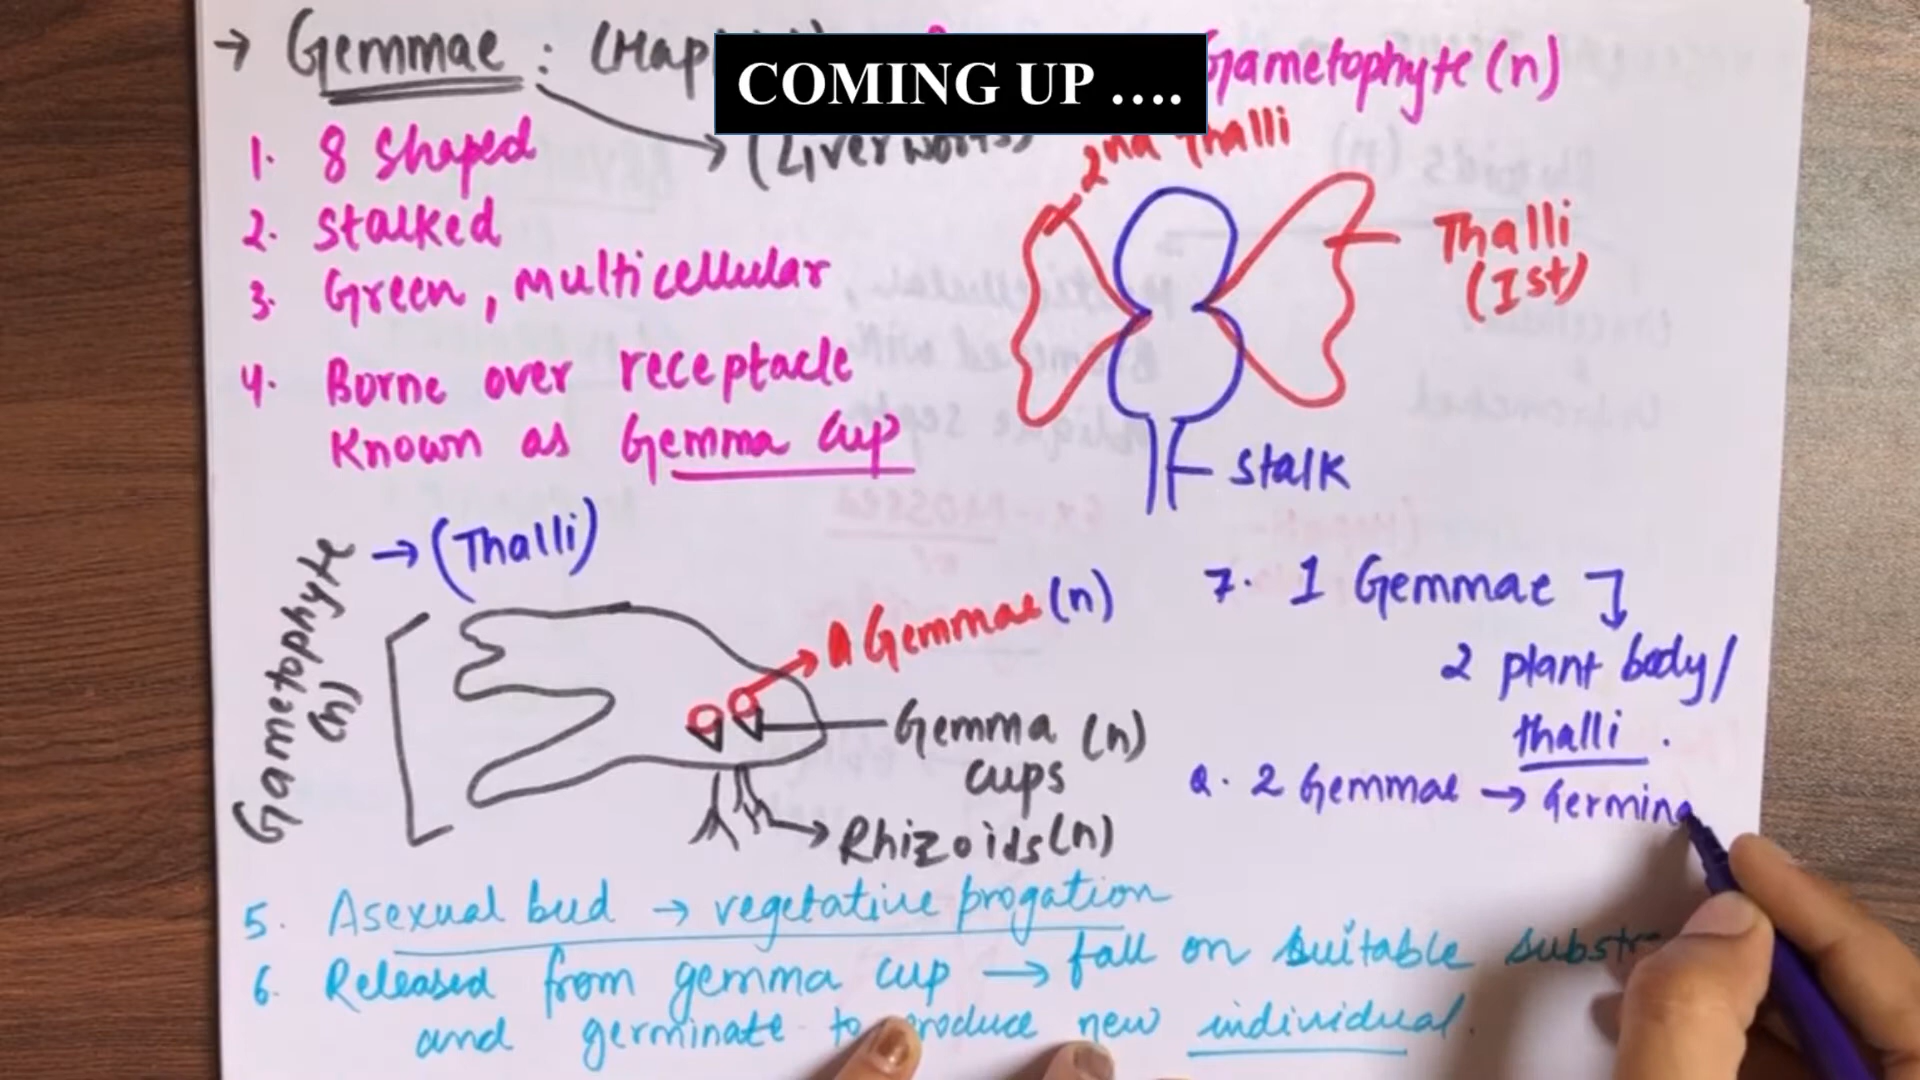 → Gemmae : (Hap
COMING UP ....
Gametophyte (n)
→ (Liverworts)
1. 8 Shaped
2. Stalked
3. Green, Multicellular
4. Borne over receptacle
Known as Gemma Cup
2nd Thalli
Thalli
(Ist)
Stalk
→ (Thalli)
Gametophyte
(n)
→ Gemmae (n)
Gemma (n)
cups
→ Rhizoids (n)
7. 1 Gemmae
2 plant body/
thalli.
Q. 2 Gemmae → Germina
5. Asexual bud → vegetative progation
6. Released from gemma cup → fall on suitable substr
and germinate to produce new individual.